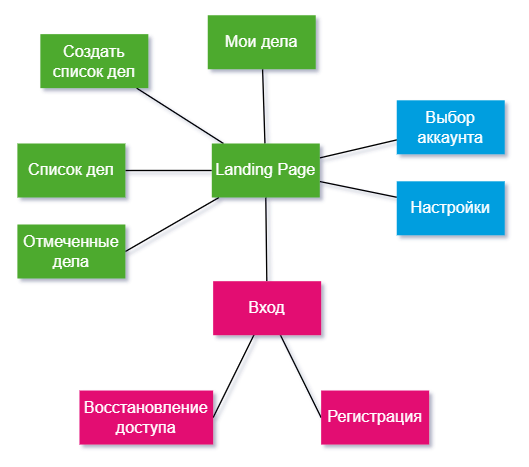 Мои дела
Создать
список дел
Выбор
аккаунта
Список дел
Landing Page
Настройки
Отмеченные
дела
Вход
Восстановление
доступа
Регистрация